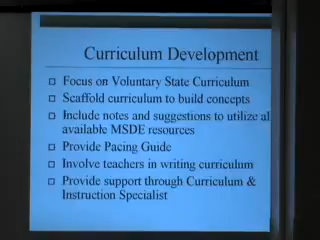 Curriculum Development
Focus on Voluntary State Curriculum
Scaffold curriculum to build concepts
Include notes and suggestions to utilize al
available MSDE resources
Provide Pacing Guide
Involve teachers in writing curriculum
Provide support through Curriculum &
Instruction Specialist